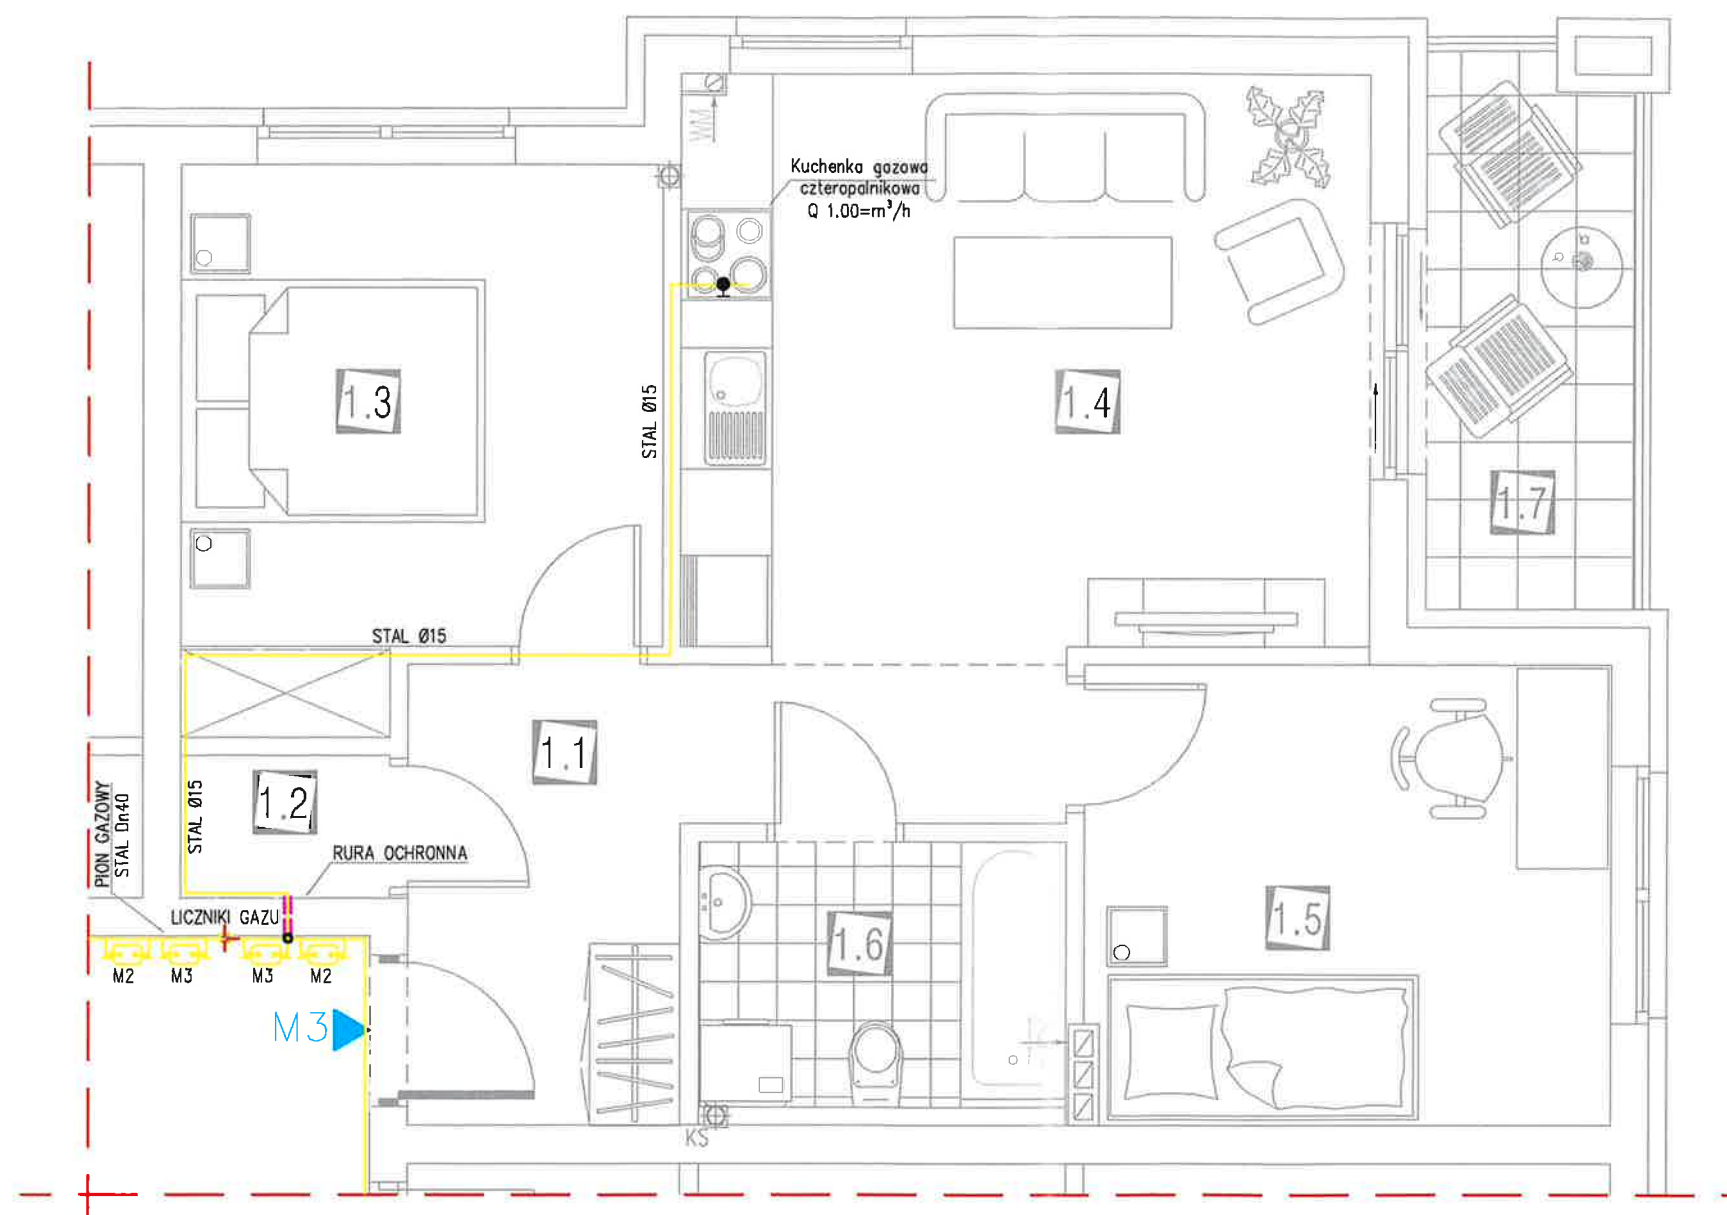 WM
Kuchenka gazowa
czteropalnikowa
Q 1.00=m³/h
1.3
STAL Ø15
1.4
1.7
STAL Ø15
1.1
1.2
STAL Ø15
PION GAZOWY
STAL Dn40
RURA OCHRONNA
LICZNIKI GAZU
1.6
1.5
M2
M3
M3
M2
M3
KS